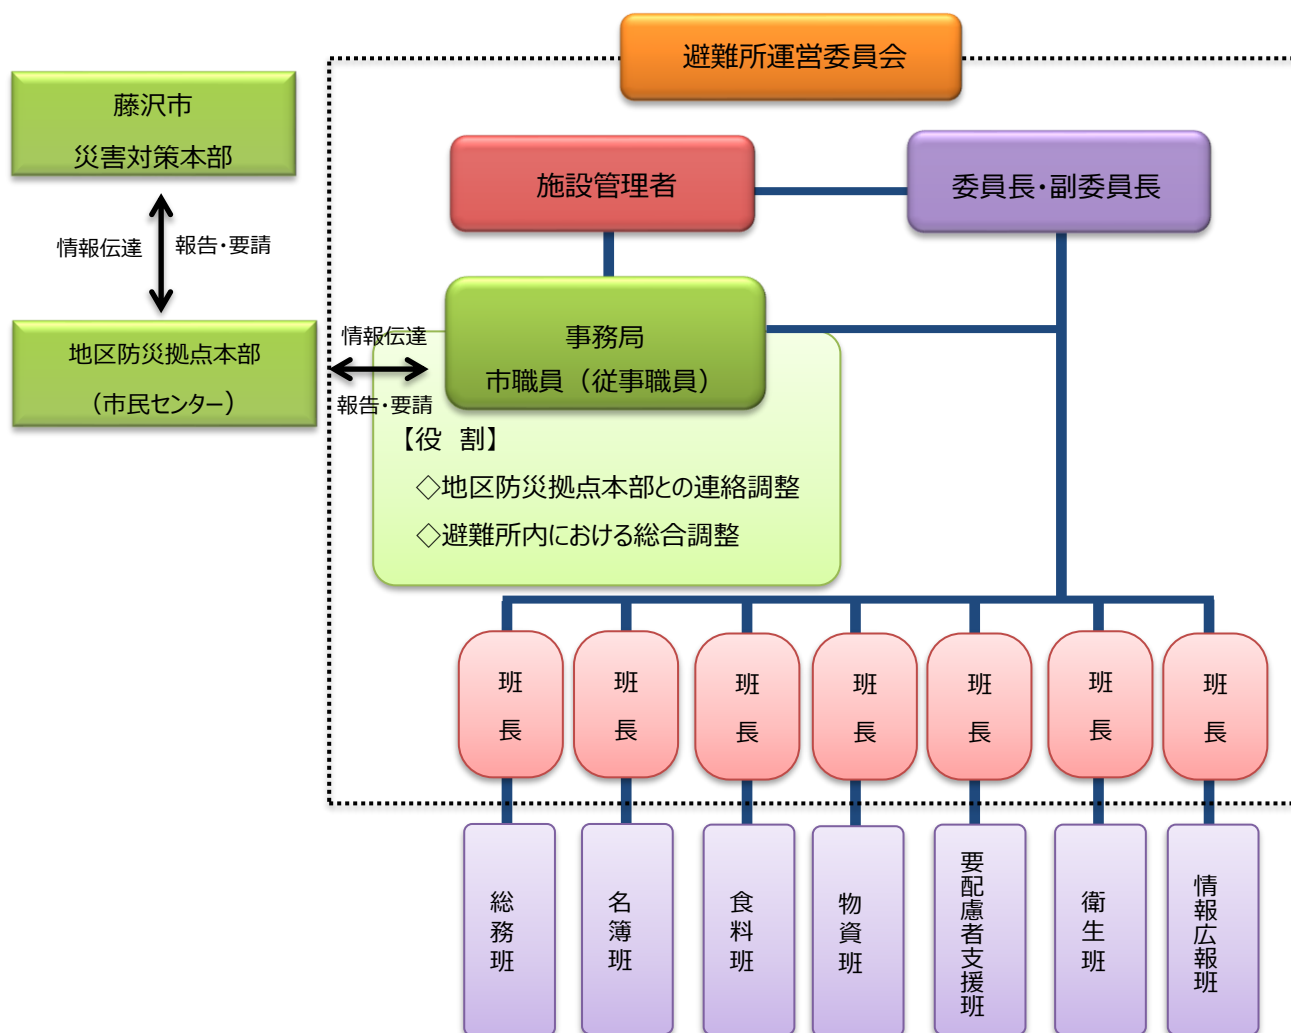 避難所運営委員会
藤沢市
災害対策本部
施設管理者
委員長・副委員長
情報伝達
報告・要請
地区防災拠点本部
（市民センター）
情報伝達
報告・要請
事務局
市職員（従事職員）
【役　割】
◇地区防災拠点本部との連絡調整
◇避難所内における総合調整
班長
班長
班長
班長
班長
班長
班長
総務班
名簿班
食料班
物資班
要配慮者支援班
衛生班
情報広報班